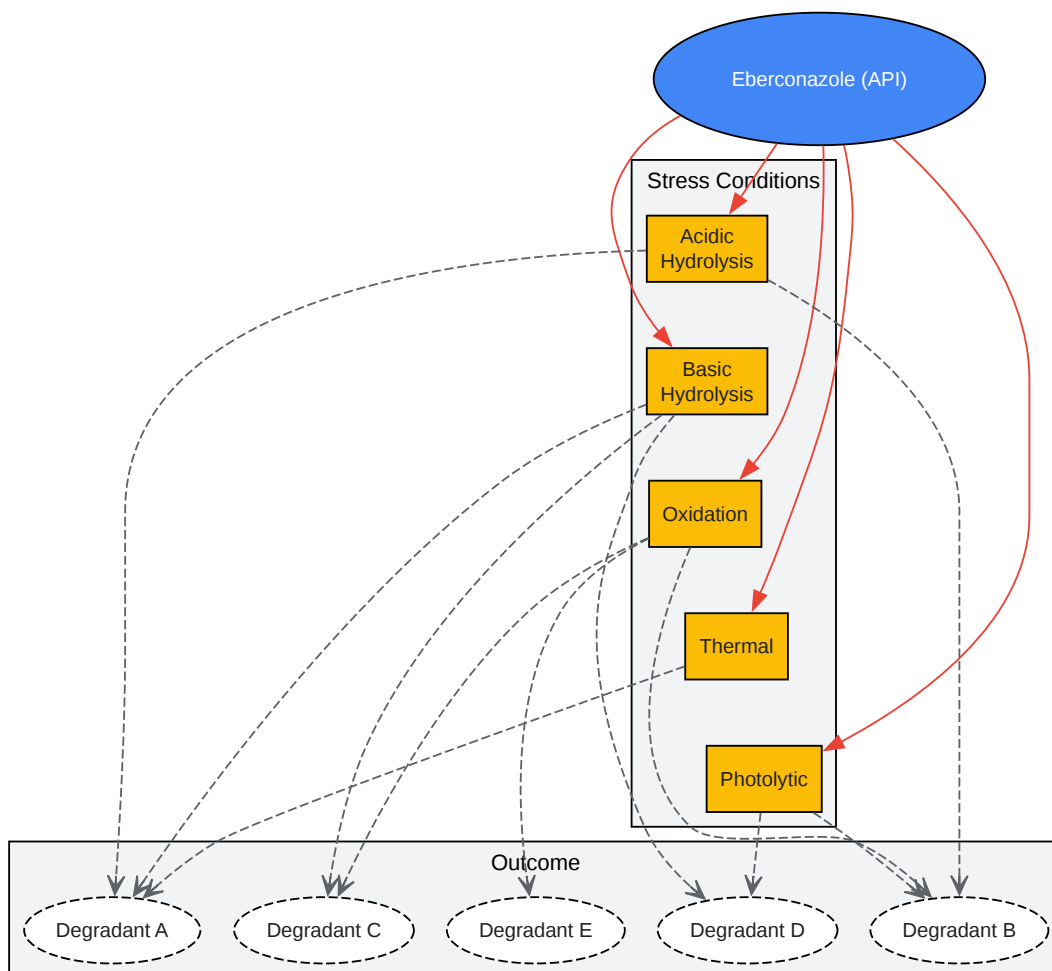 Eberconazole (API)
Stress Conditions
Acidic
Hydrolysis
Basic
Hydrolysis
Oxidation
Thermal
Photolytic
Outcome
Degradant A
Degradant C
Degradant E
Degradant D
Degradant B